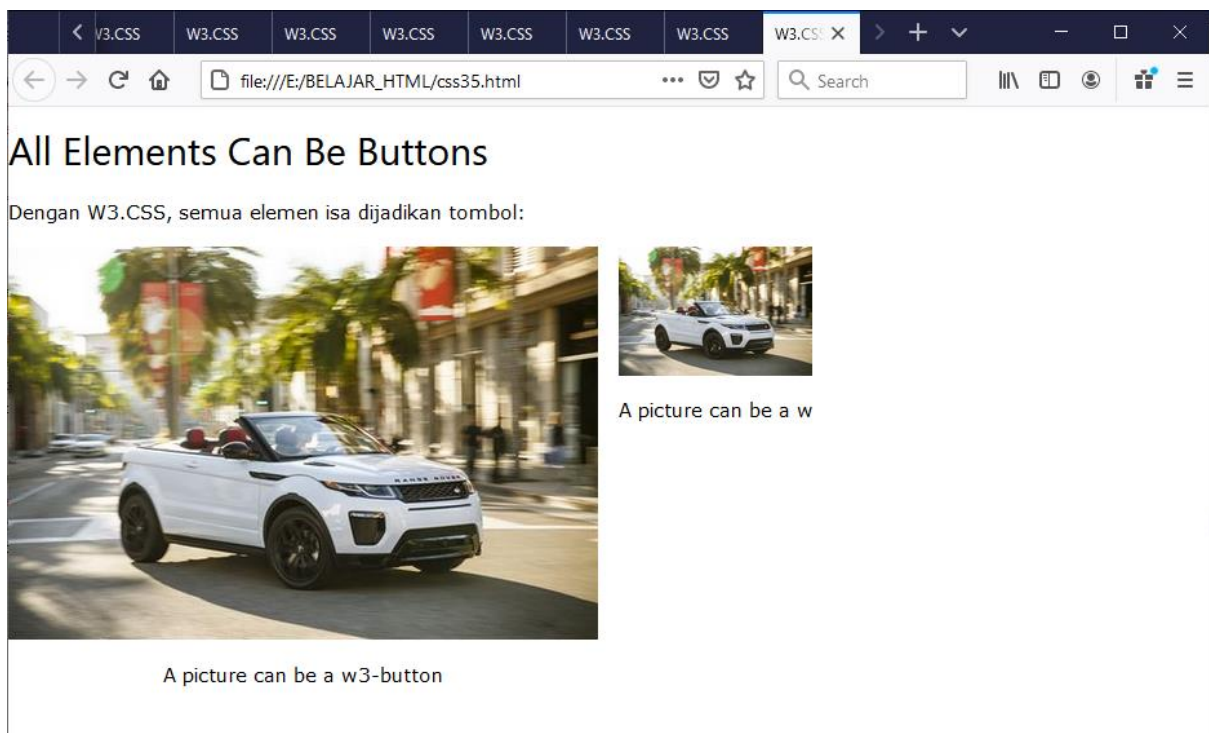 W3.CSS W3.CSS W3.CSS W3.CSS W3.CSS W3.CSS W3.CSS
file:///E:/BELAJAR_HTML/css35.html Search
All Elements Can Be Buttons
Dengan W3.CSS, semua elemen isa dijadikan tombol:
RANGE ROVER
A picture can be a w
A picture can be a w3-button